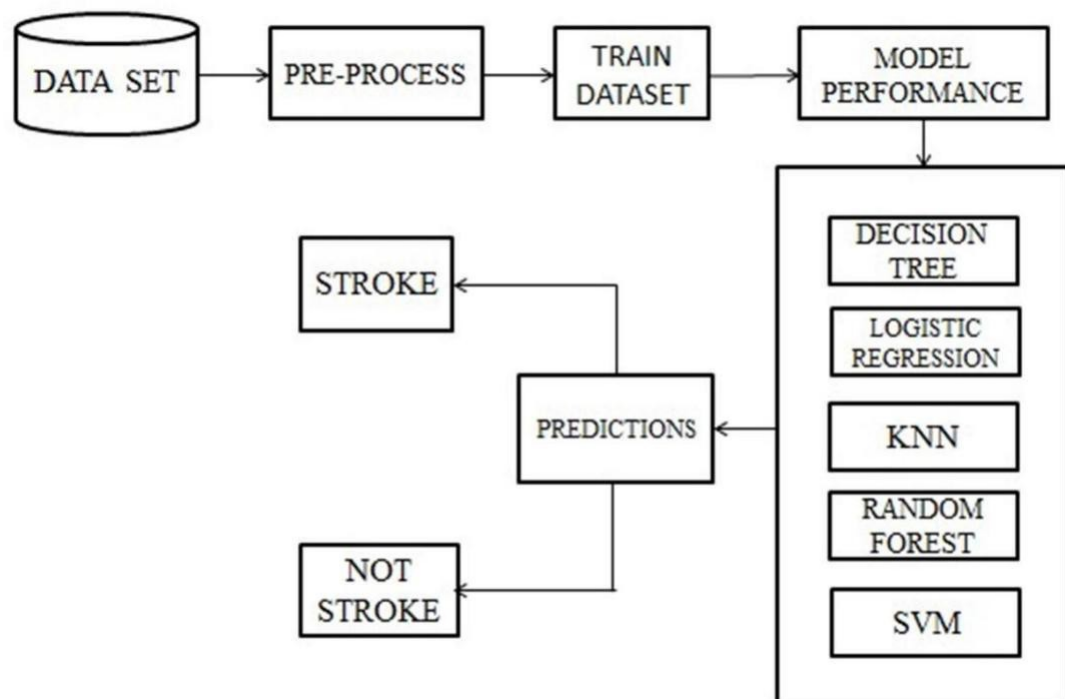 DATA SET
PRE-PROCESS
TRAIN
DATASET
MODEL
PERFORMANCE
DECISION
TREE
LOGISTIC
REGRESSION
KNN
RANDOM
FOREST
SVM
PREDICTIONS
STROKE
NOT
STROKE